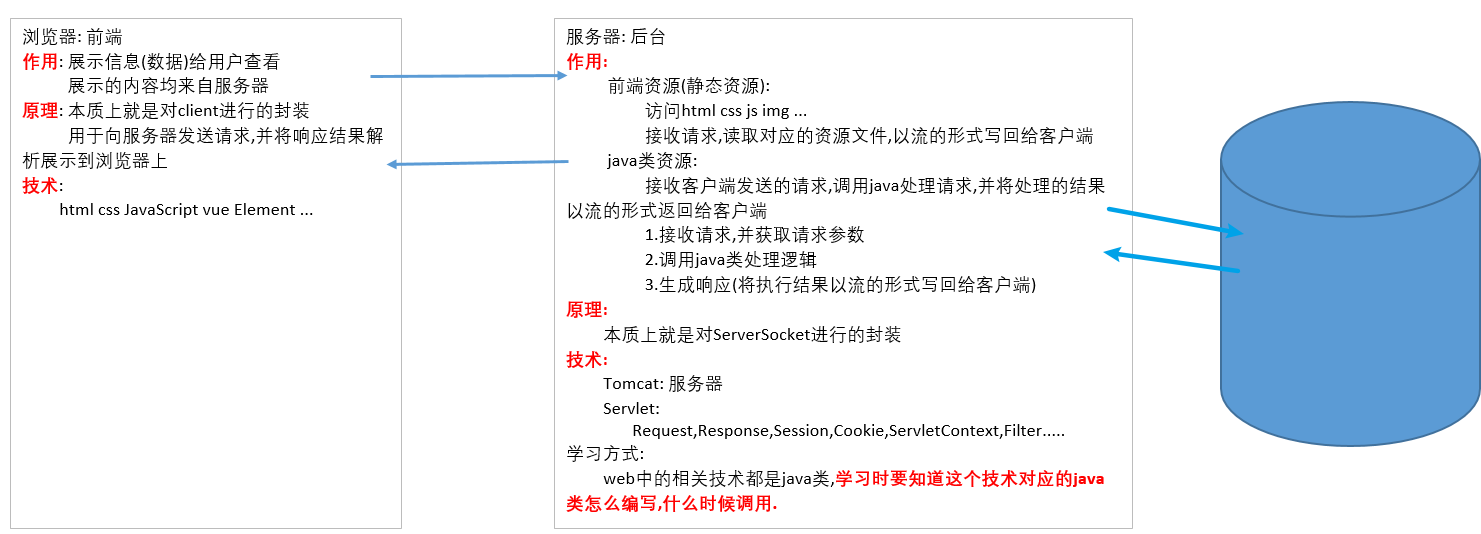 浏览器: 前端
作用: 展示信息(数据)给用户查看
展示的内容均来自服务器
原理: 本质上就是对client进行的封装
用于向服务器发送请求,并将响应结果解
析展示到浏览器上
技术:
html css JavaScript vue Element ...
服务器: 后台
作用:
前端资源(静态资源):
访问html css js img ...
接收请求,读取对应的资源文件,以流的形式写回给客户端
java类资源:
接收客户端发送的请求,调用java处理请求,并将处理的结果
以流的形式返回给客户端
1.接收请求,并获取请求参数
2.调用java类处理逻辑
3.生成响应(将执行结果以流的形式写回给客户端)
原理:
本质上就是对ServerSocket进行的封装
技术:
Tomcat: 服务器
Servlet:
Request,Response,Session,Cookie,ServletContext,Filter.....
学习方式:
web中的相关技术都是java类,学习时要知道这个技术对应的java
类怎么编写,什么时候调用.